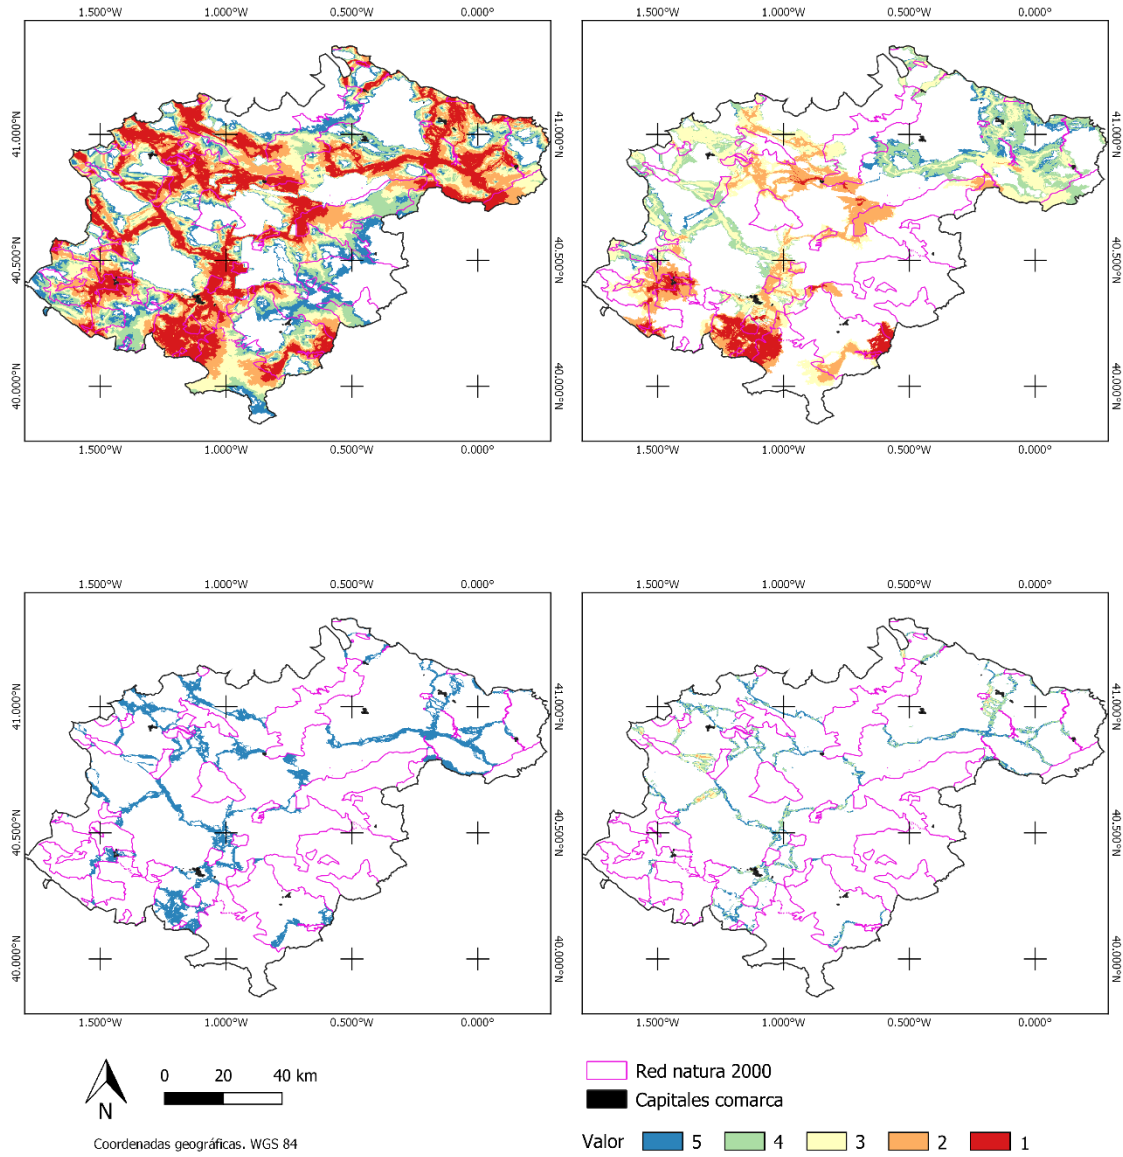 1.500°W 1.000°W 0.500°W 0.000°
1.500°W 1.000°W 0.500°W 0.000°
41.000°N 41.000°N 41.000°N 41.000°N
40.500°N 40.500°N 40.500°N 40.500°N
40.000°N 40.000°N 40.000°N 40.000°N
1.500°W 1.000°W 0.500°W 0.000°
1.500°W 1.000°W 0.500°W 0.000°
1.500°W 1.000°W 0.500°W 0.000°
1.500°W 1.000°W 0.500°W 0.000°
41.000°N 41.000°N 41.000°N 41.000°N
40.500°N 40.500°N 40.500°N 40.500°N
40.000°N 40.000°N 40.000°N 40.000°N
1.500°W 1.000°W 0.500°W 0.000°
1.500°W 1.000°W 0.500°W 0.000°
N
0 20 40 km
Coordenadas geográficas. WGS 84
Red natura 2000
Capitales comarca
Valor 5 4 3 2 1